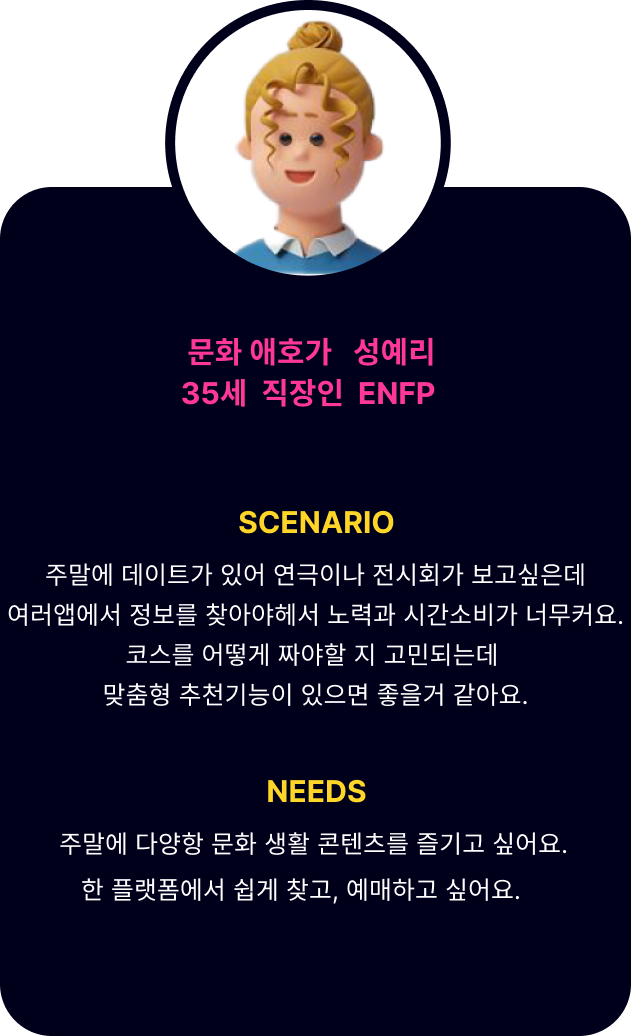 문화 애호가 성예리
35세 직장인 ENFP
SCENARIO
주말에 데이트가 있어 연극이나 전시회가 보고싶은데
여러앱에서 정보를 찾아야헤서 노력과 시간소비가 너무커요.
코스를 어떻게 짜야할 지 고민되는데
맞춤형 추천기능이 있으면 좋을거 같아요.
NEEDS
주말에 다양항 문화 생활 콘텐츠를 즐기고 싶어요.
한 플랫폼에서 쉽게 찾고, 예매하고 싶어요.